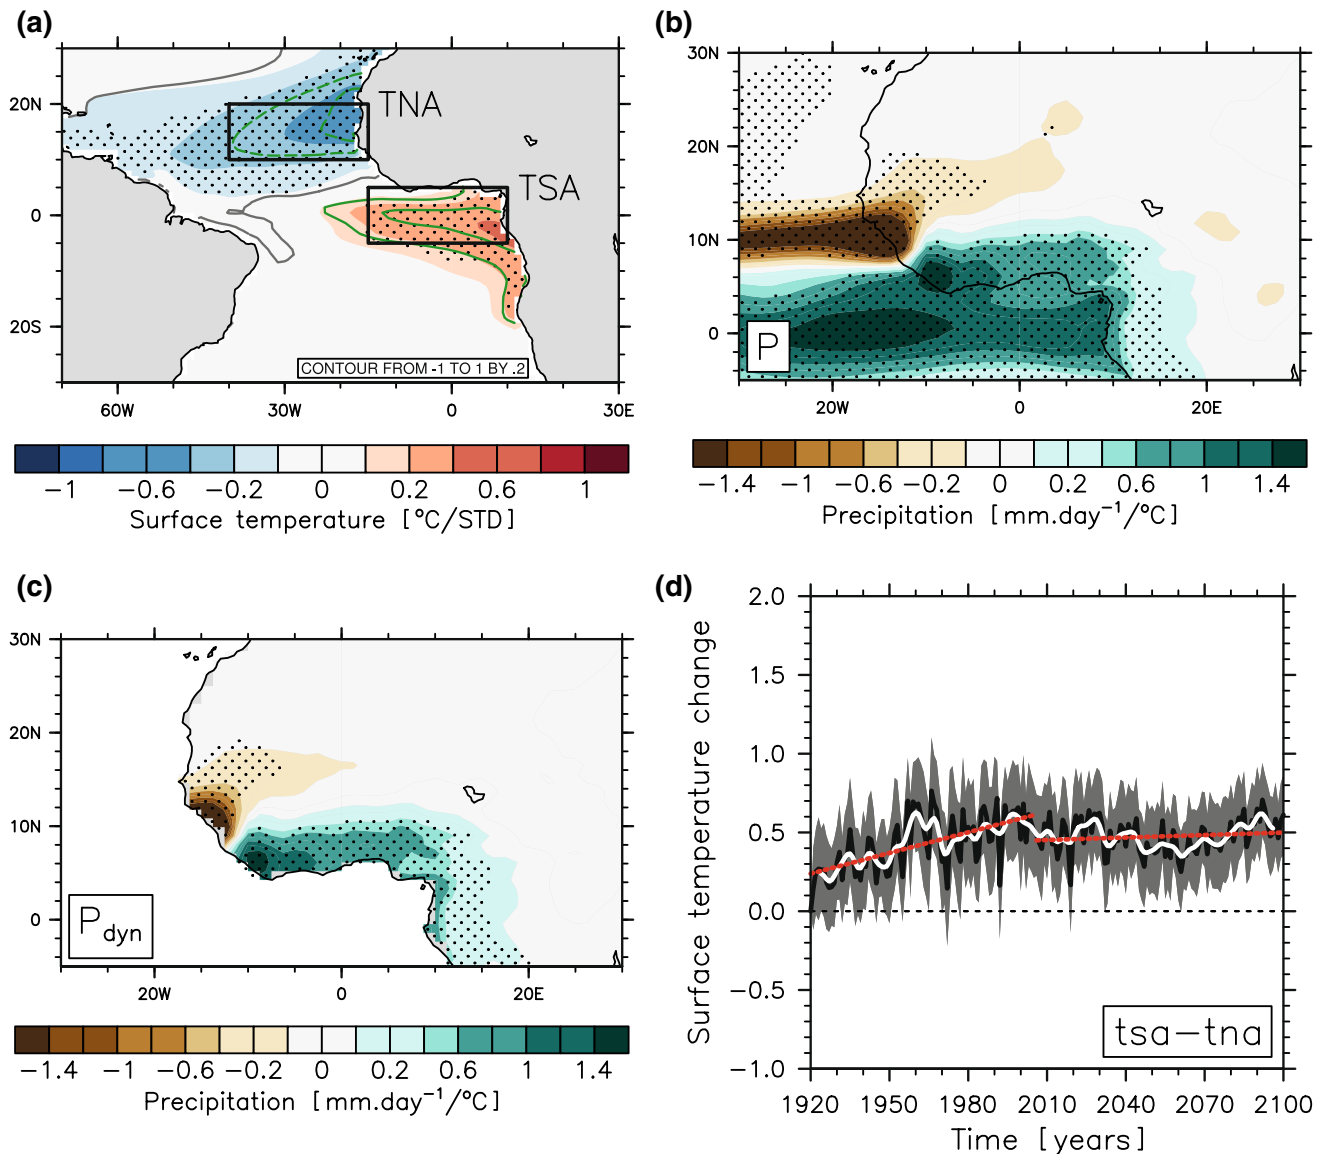 (a)
20N
0
20S
60W 30W 0 30E
TNA
TSA
CONTOUR FROM -1 TO 1 BY .2
−1 −0.6 −0.2 0 0.2 0.6 1
Surface temperature [°C/STD]
(b)
30N
20N
10N
0
20W 0 20E
P
−1.4 −1 −0.6 −0.2 0 0.2 0.6 1 1.4
Precipitation [mm.day⁻¹/°C]
(c)
30N
20N
10N
0
20W 0 20E
Pdyn
−1.4 −1 −0.6 −0.2 0 0.2 0.6 1 1.4
Precipitation [mm.day⁻¹/°C]
(d)
Surface temperature change
2.0
1.5
1.0
0.5
0.0
−0.5
−1.0
tsa−tna
1920 1950 1980 2010 2040 2070 2100
Time [years]